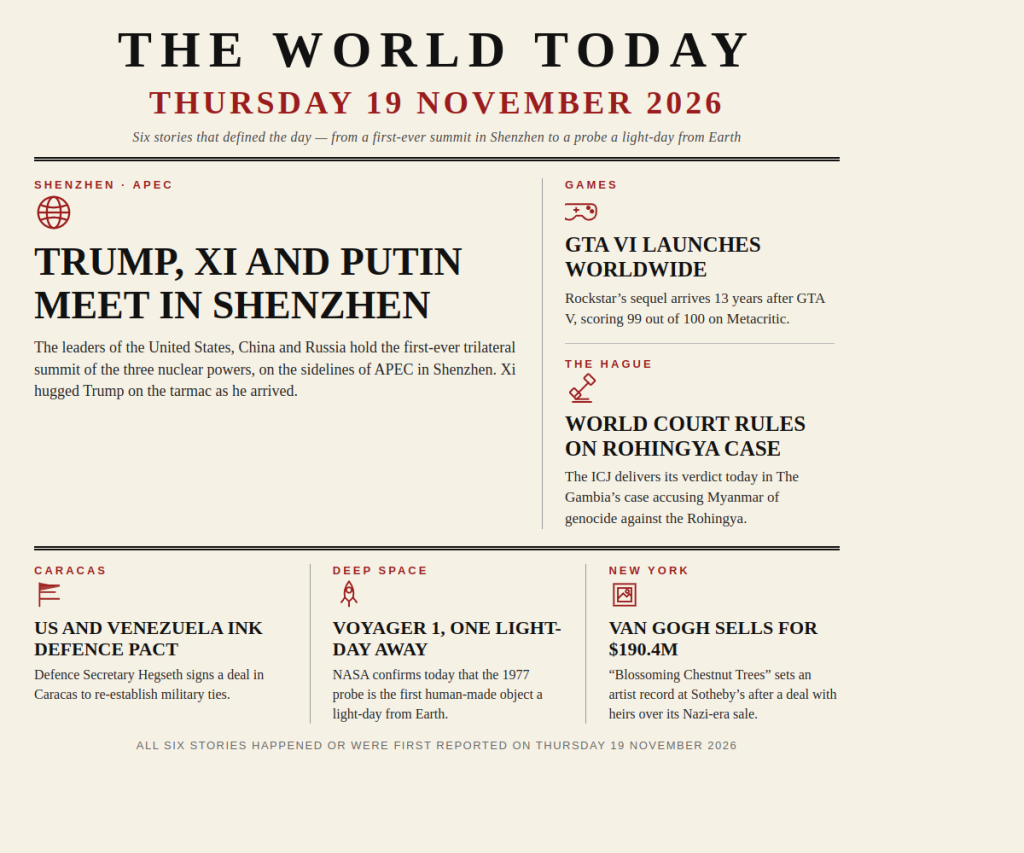 THE WORLD TODAY
THURSDAY 19 NOVEMBER 2026
Six stories that defined the day — from a first-ever summit in Shenzhen to a probe a light-day from Earth
SHENZHEN · APEC
TRUMP, XI AND PUTIN
MEET IN SHENZHEN
The leaders of the United States, China and Russia hold the first-ever trilateral
summit of the three nuclear powers, on the sidelines of APEC in Shenzhen. Xi
hugged Trump on the tarmac as he arrived.
GAMES
GTA VI LAUNCHES
WORLDWIDE
Rockstar’s sequel arrives 13 years after GTA
V, scoring 99 out of 100 on Metacritic.
THE HAGUE
WORLD COURT RULES
ON ROHINGYA CASE
The ICJ delivers its verdict today in The
Gambia’s case accusing Myanmar of
genocide against the Rohingya.
CARACAS
US AND VENEZUELA INK
DEFENCE PACT
Defence Secretary Hegseth signs a deal in
Caracas to re-establish military ties.
DEEP SPACE
VOYAGER 1, ONE LIGHT-
DAY AWAY
NASA confirms today that the 1977
probe is the first human-made object a
light-day from Earth.
NEW YORK
VAN GOGH SELLS FOR
$190.4M
“Blossoming Chestnut Trees” sets an
artist record at Sotheby’s after a deal with
heirs over its Nazi-era sale.
ALL SIX STORIES HAPPENED OR WERE FIRST REPORTED ON THURSDAY 19 NOVEMBER 2026